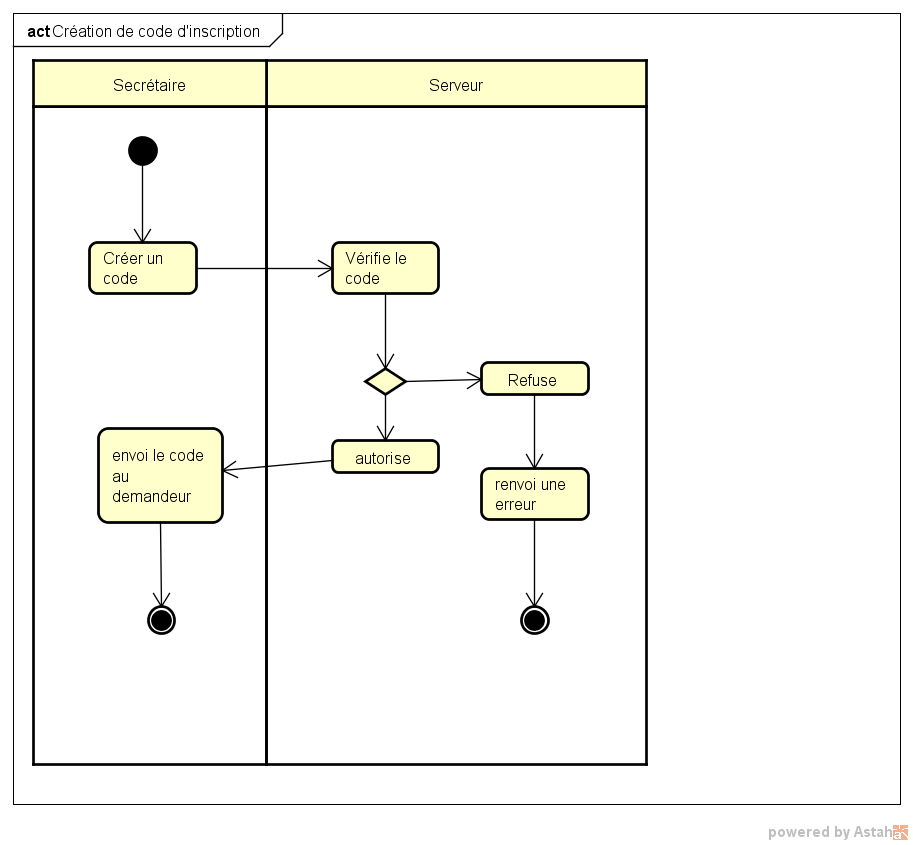 act Création de code d'inscription
Secrétaire
Serveur
Créer un
code
Vérifie le
code
Refuse
envoi le code
au
demandeur
autorise
renvoi une
erreur
powered by Astah